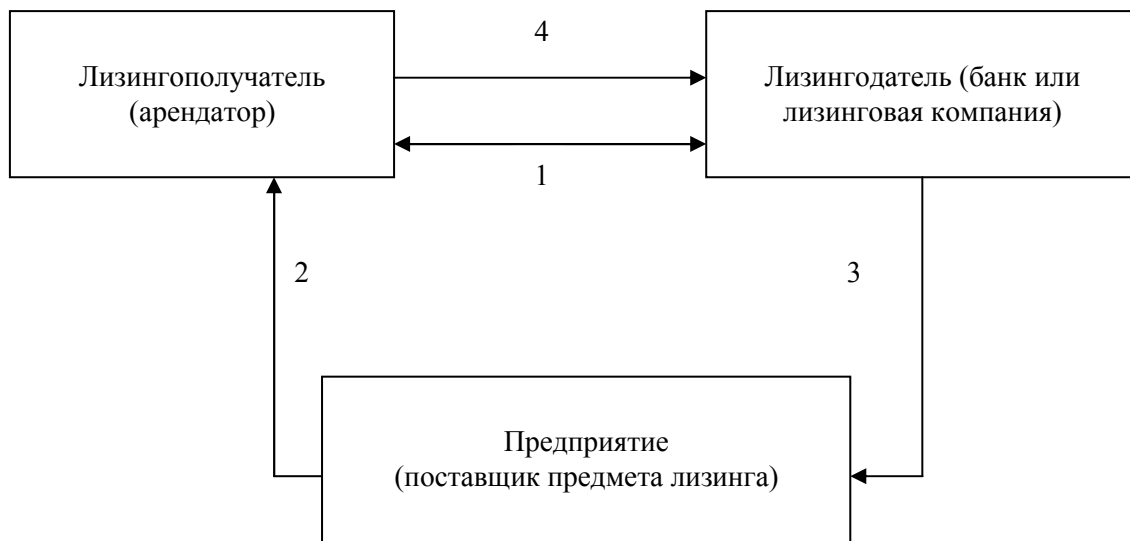 4
Лизингополучатель
(арендатор)
Лизингодатель (банк или
лизинговая компания)
1
2
3
Предприятие
(поставщик предмета лизинга)